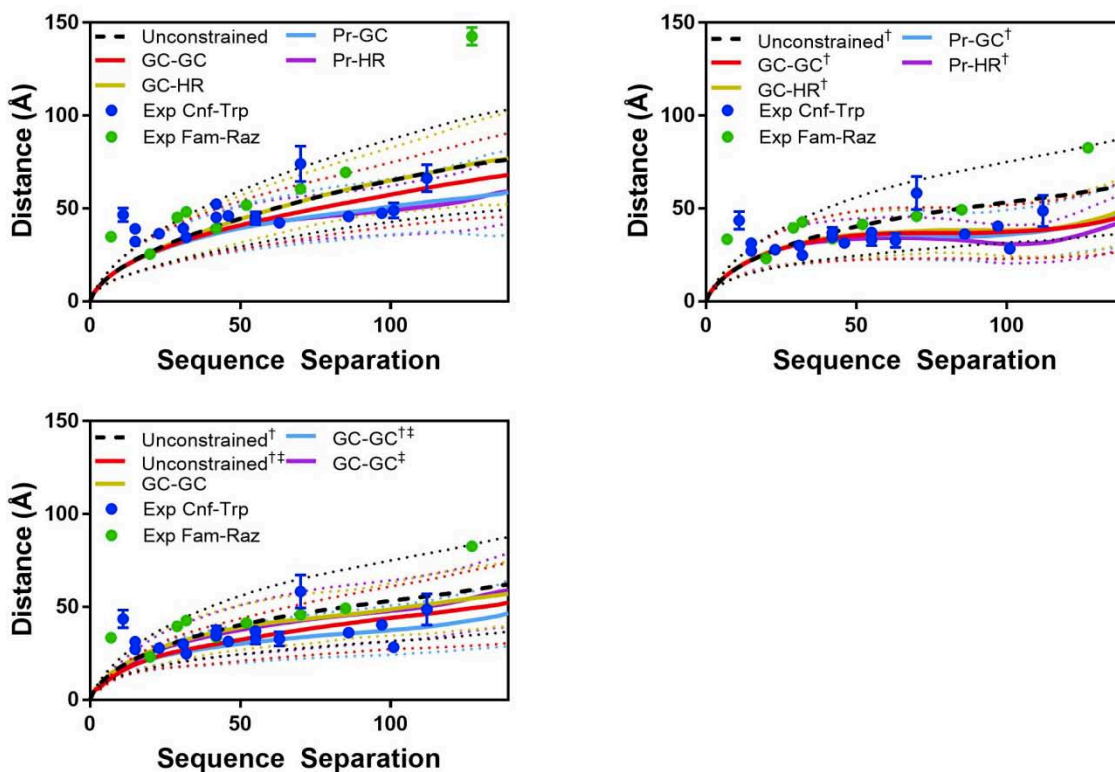 150
100
50
0
Distance (Å)
Unconstrained
GC-GC
GC-HR
Pr-GC
Pr-HR
Exp Cnf-Trp
Exp Fam-Raz
0
50
100
Sequence Separation
150
100
50
0
Distance (Å)
Unconstrained†
GC-GC†
GC-HR†
Pr-GC†
Pr-HR†
Exp Cnf-Trp
Exp Fam-Raz
0
50
100
Sequence Separation
150
100
50
0
Distance (Å)
Unconstrained†
Unconstrained†‡
GC-GC
GC-GC†‡
GC-GC‡
Exp Cnf-Trp
Exp Fam-Raz
0
50
100
Sequence Separation